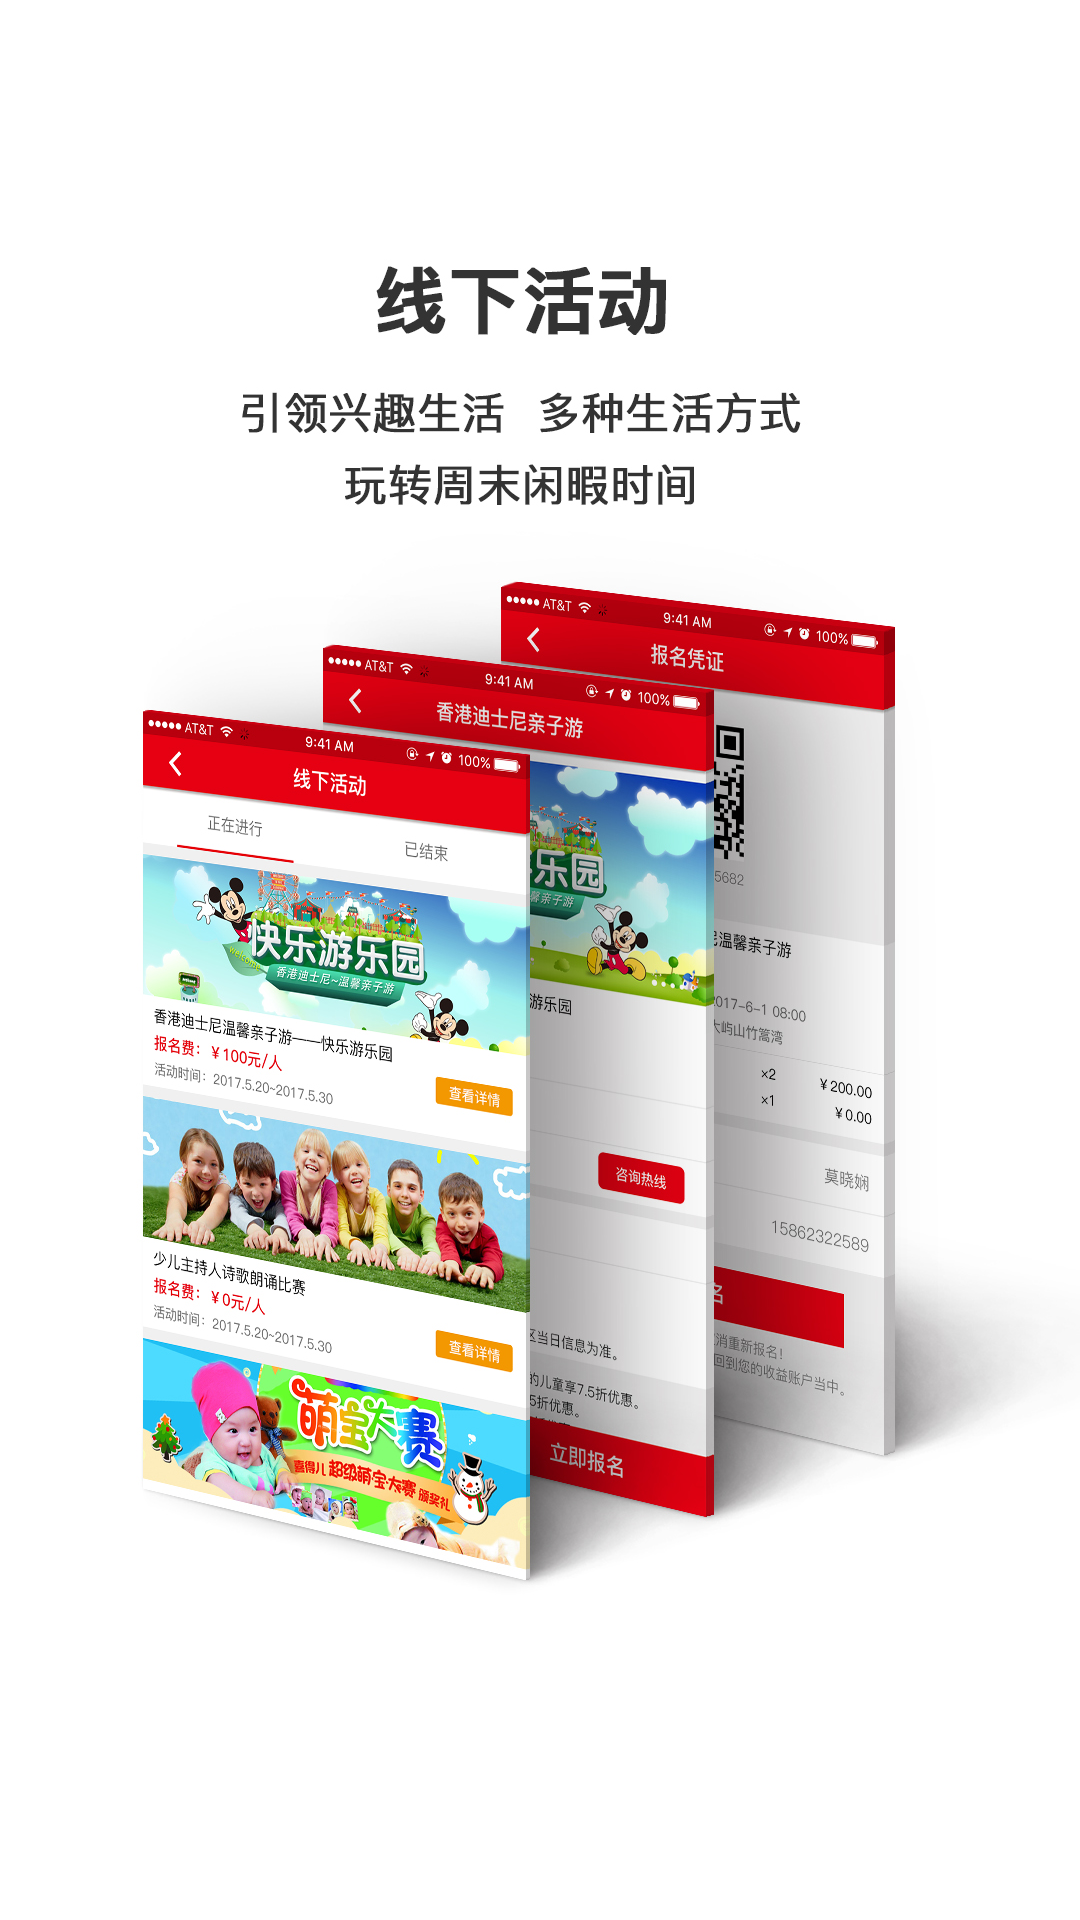 线下活动
引领兴趣生活 多种生活方式
玩转周末闲暇时间
AT&T 9:41 AM 100%
报名凭证
5682
温馨亲子游
2017-6-1 08:00
大屿山竹篙湾
×2 ¥200.00
×1 ¥0.00
莫晓娴
15862322589
名
消重新报名！
回到您的收益账户当中。
AT&T 9:41 AM 100%
香港迪士尼亲子游
乐园
馨亲子游
游乐园
咨询热线
区当日信息为准。
的儿童享7.5折优惠。
5折优惠。
立即报名
AT&T 9:41 AM 100%
线下活动
正在进行 已结束
快乐游乐园
welcome
香港迪士尼~温馨亲子游
香港迪士尼温馨亲子游——快乐游乐园
报名费：¥100元/人
活动时间：2017.5.20~2017.5.30
查看详情
少儿主持人诗歌朗诵比赛
报名费：¥0元/人
活动时间：2017.5.20~2017.5.30
查看详情
萌宝大赛
喜得儿 超级萌宝大赛 颁奖礼